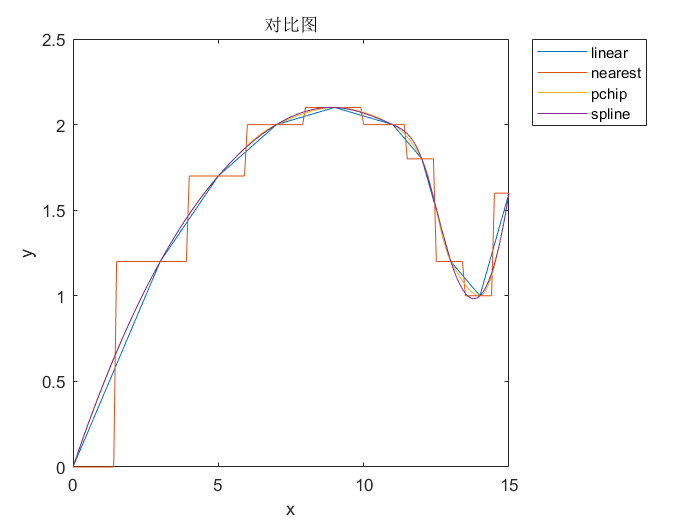 对比图
2.5
2
1.5
1
0.5
0
0
5
10
15
x
y
linear
nearest
pchip
spline